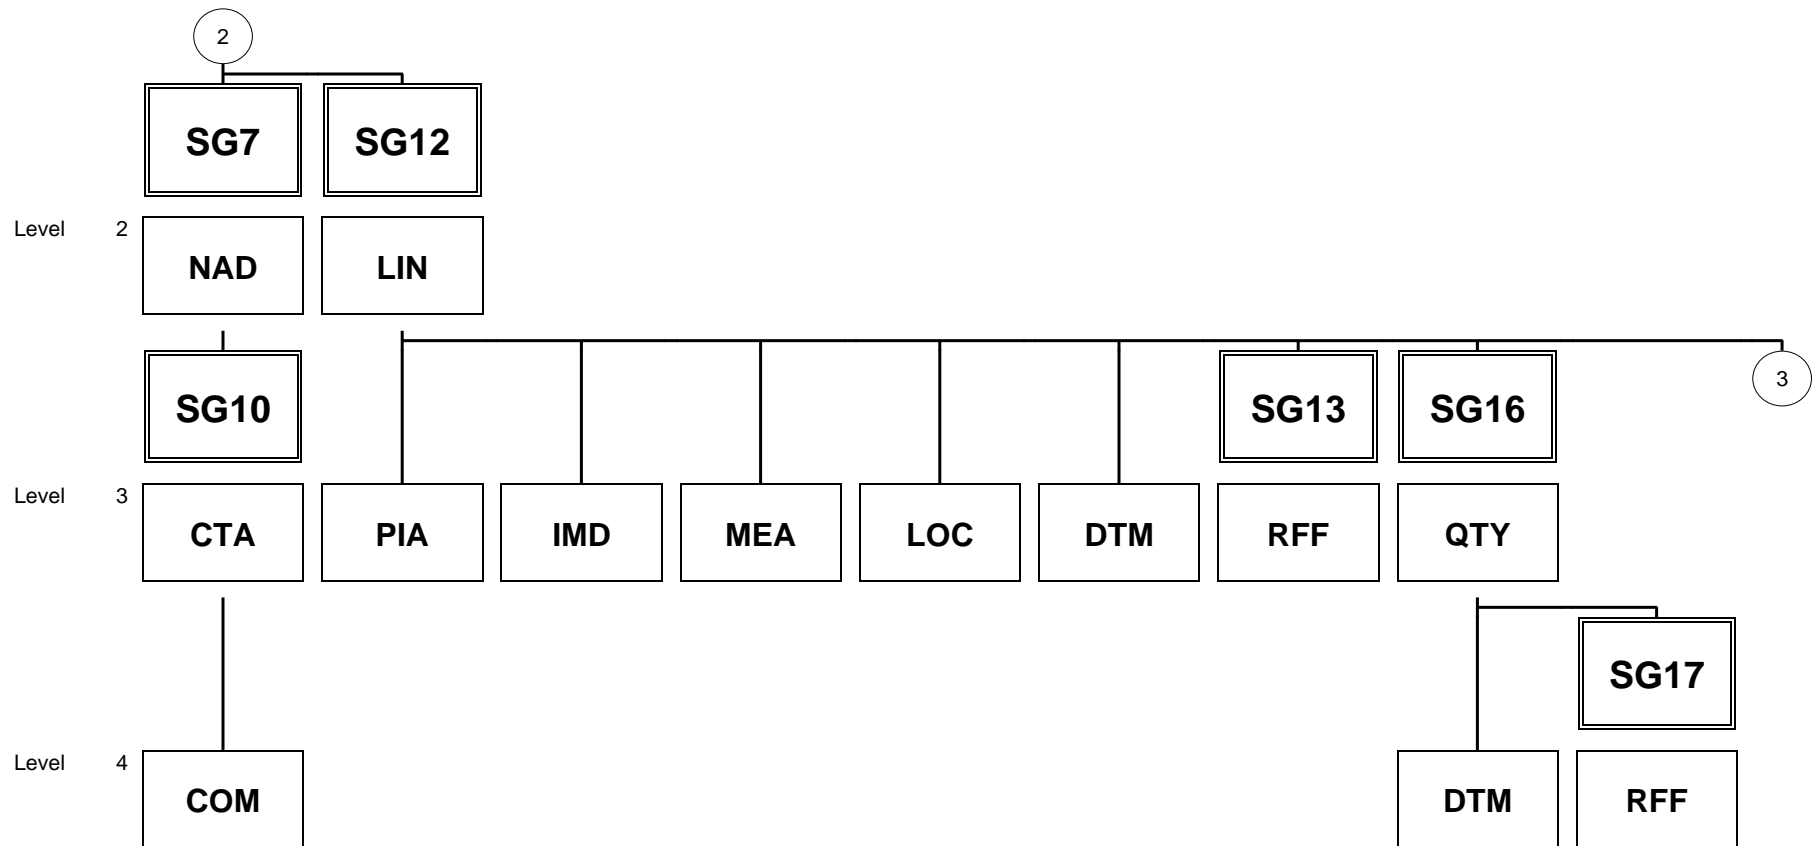 2
SG7 SG12
Level 2
NAD LIN
SG10 SG13 SG16 3
Level 3
CTA PIA IMD MEA LOC DTM RFF QTY
SG17
Level 4
COM DTM RFF